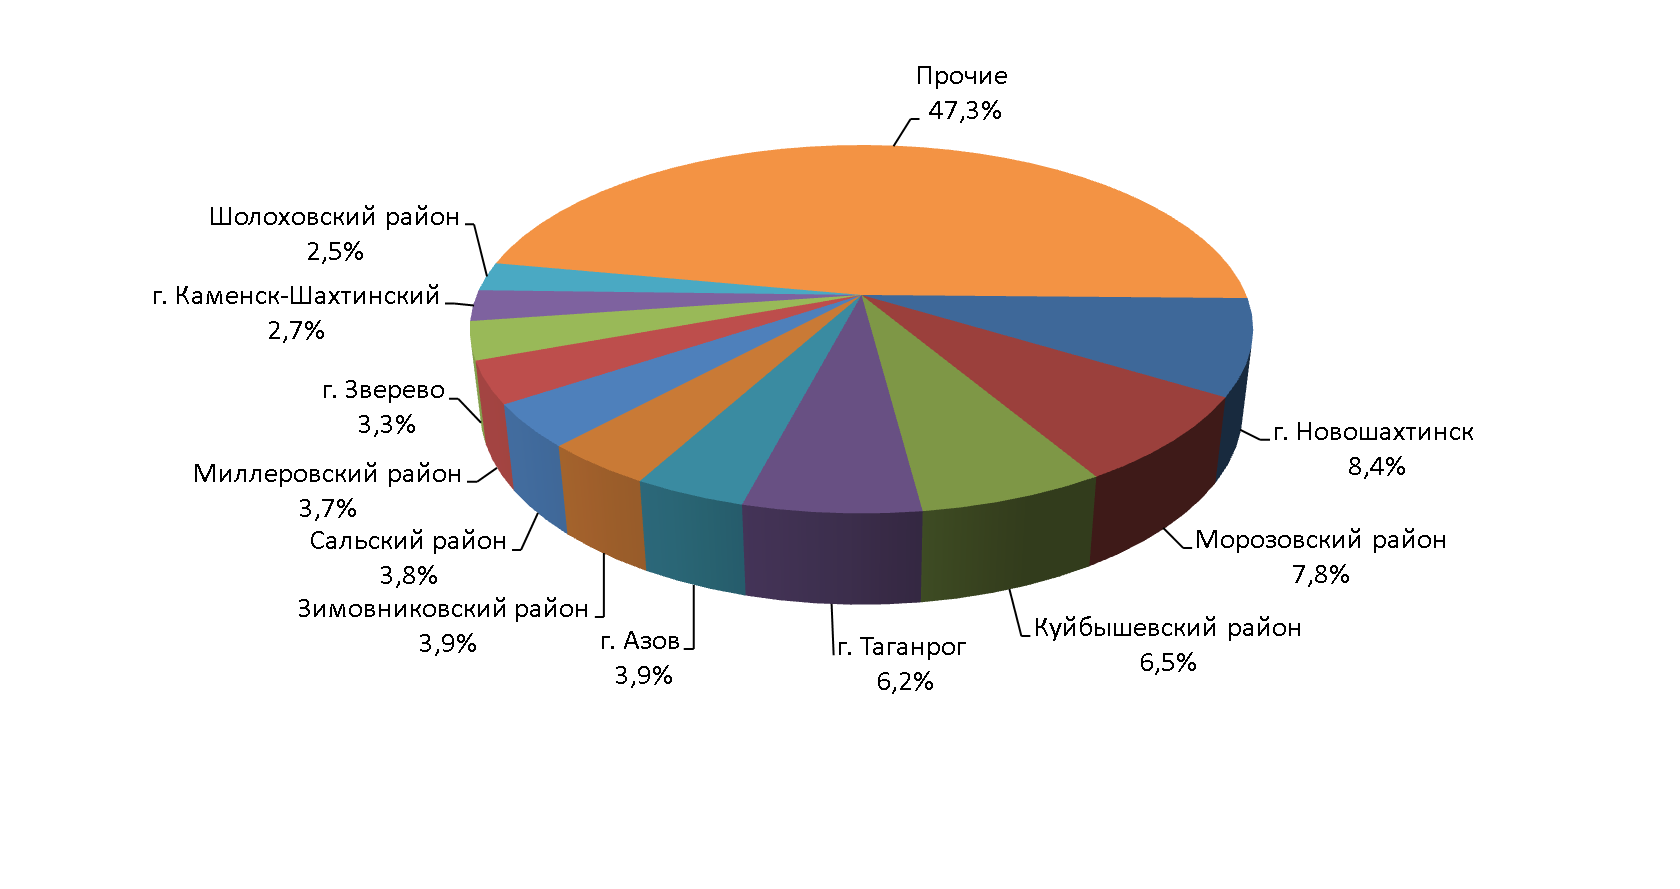 Прочие
47,3%
Шолоховский район
2,5%
г. Каменск-Шахтинский
2,7%
г. Зверево
3,3%
Миллеровский район
3,7%
Сальский район
3,8%
Зимовниковский район
3,9%
г. Азов
3,9%
г. Таганрог
6,2%
Куйбышевский район
6,5%
Морозовский район
7,8%
г. Новошахтинск
8,4%